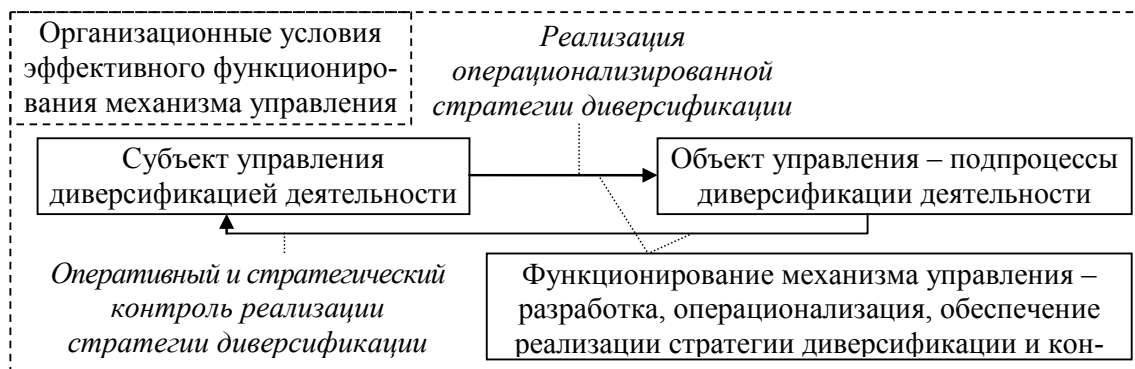 Организационные условия
эффективного функциониро-
вания механизма управления
Реализация
операционализированной
стратегии диверсификации
Субъект управления
диверсификацией деятельности
Объект управления – подпроцессы
диверсификации деятельности
Оперативный и стратегический
контроль реализации
стратегии диверсификации
Функционирование механизма управления –
разработка, операционализация, обеспечение
реализации стратегии диверсификации и кон-